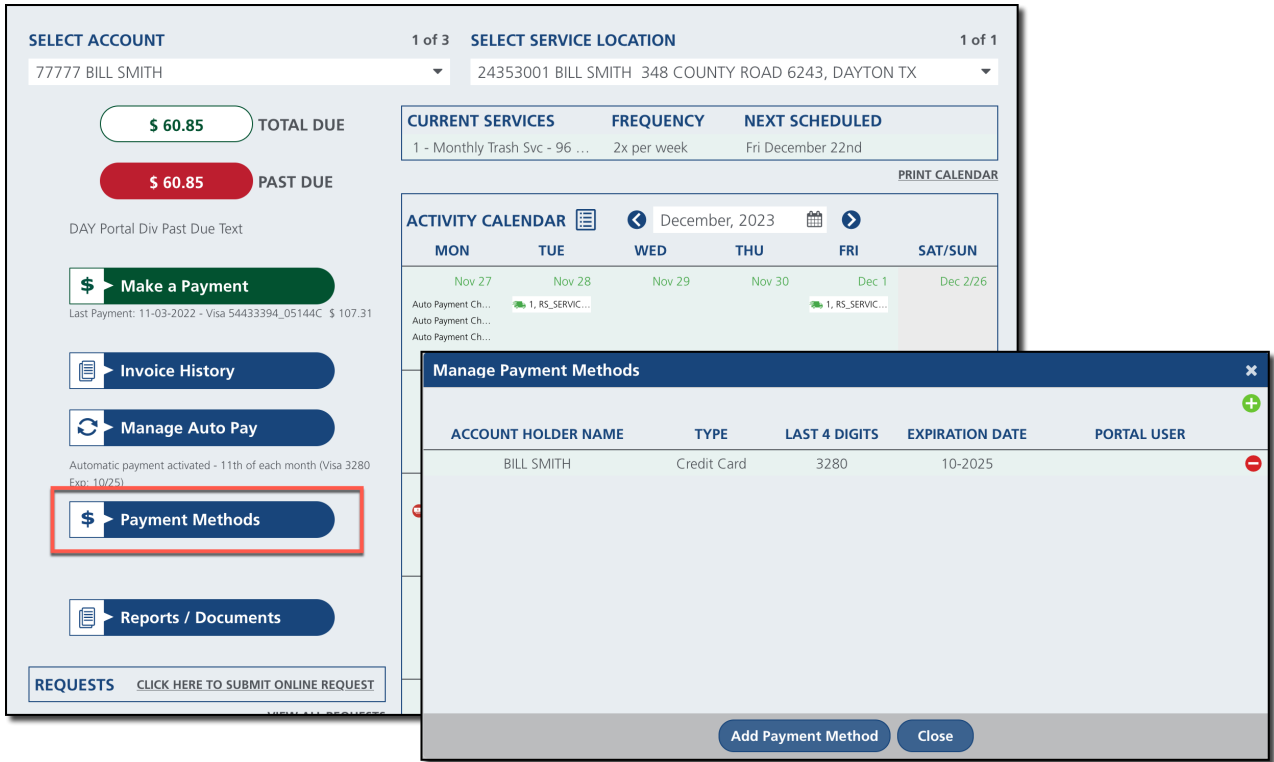 SELECT ACCOUNT 1 of 3 SELECT SERVICE LOCATION 1 of 1
77777 BILL SMITH 24353001 BILL SMITH 348 COUNTY ROAD 6243, DAYTON TX
$ 60.85 TOTAL DUE
$ 60.85 PAST DUE
DAY Portal Div Past Due Text
$ Make a Payment
Last Payment: 11-03-2022 - Visa 54433394_05144C $ 107.31
Invoice History
Manage Auto Pay
Automatic payment activated - 11th of each month (Visa 3280
Exp: 10/25)
$ Payment Methods
Reports / Documents
REQUESTS CLICK HERE TO SUBMIT ONLINE REQUEST
VIEW ALL REQUESTS
CURRENT SERVICES FREQUENCY NEXT SCHEDULED
1 - Monthly Trash Svc - 96 ... 2x per week Fri December 22nd
PRINT CALENDAR
ACTIVITY CALENDAR December, 2023
MON TUE WED THU FRI SAT/SUN
Nov 27 Nov 28 Nov 29 Nov 30 Dec 1 Dec 2/26
Auto Payment Ch... 1, RS_SERVIC... 1, RS_SERVIC...
Auto Payment Ch...
Auto Payment Ch...
Manage Payment Methods
ACCOUNT HOLDER NAME TYPE LAST 4 DIGITS EXPIRATION DATE PORTAL USER
BILL SMITH Credit Card 3280 10-2025
Add Payment Method Close